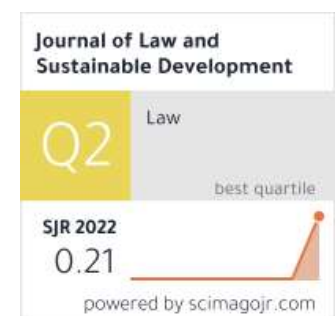 Journal of Law and
Sustainable Development
Q2
Law
best quartile
SJR 2022
0.21
powered by scimagojr.com